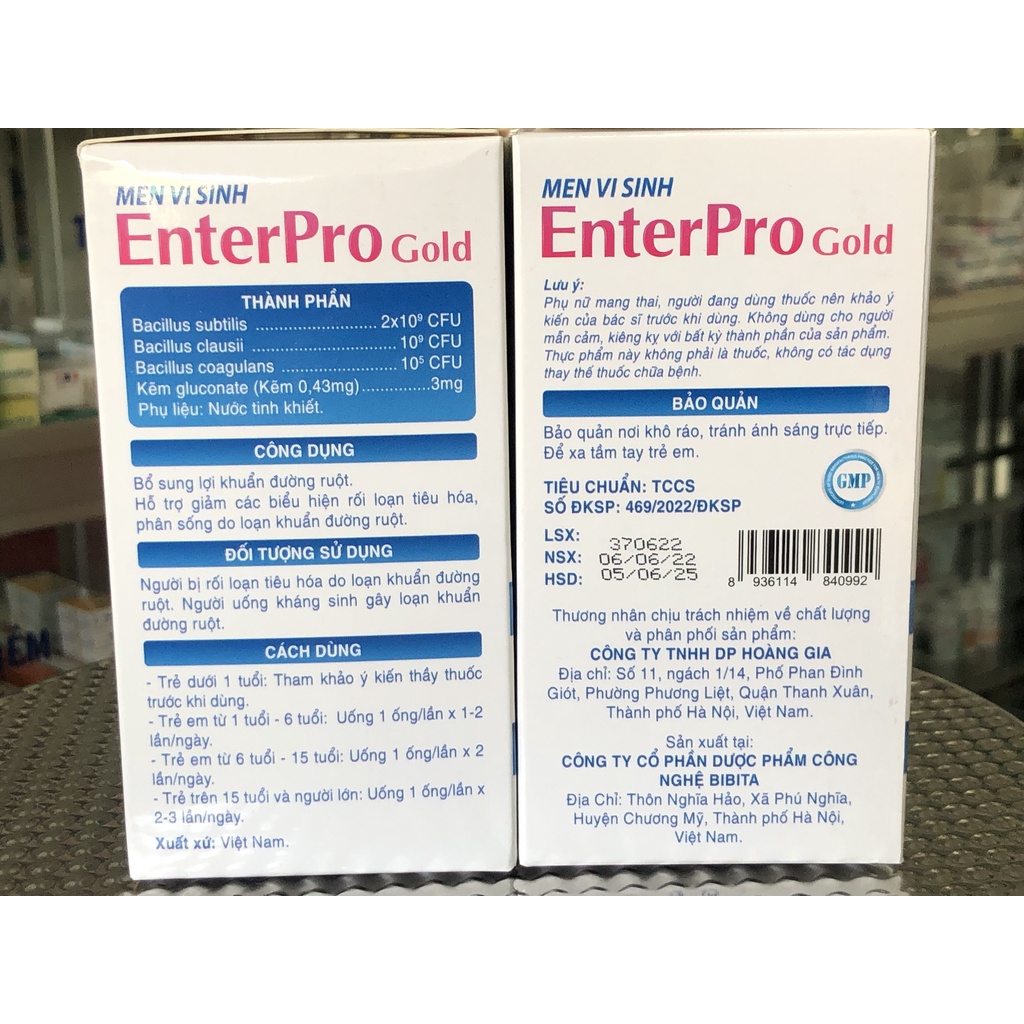 MEN VI SINH
EnterPro Gold
THÀNH PHẦN
Bacillus subtilis ............................ 2x10⁹ CFU
Bacillus clausii .................................. 10⁹ CFU
Bacillus coagulans ........................... 10⁵ CFU
Kẽm gluconate (Kẽm 0,43mg)...............3mg
Phụ liệu: Nước tinh khiết.
CÔNG DỤNG
Bổ sung lợi khuẩn đường ruột.
Hỗ trợ giảm các biểu hiện rối loạn tiêu hóa,
phân sống do loạn khuẩn đường ruột.
ĐỐI TƯỢNG SỬ DỤNG
Người bị rối loạn tiêu hóa do loạn khuẩn đường
ruột. Người uống kháng sinh gây loạn khuẩn
đường ruột.
CÁCH DÙNG
- Trẻ dưới 1 tuổi: Tham khảo ý kiến thầy thuốc
trước khi dùng.
- Trẻ em từ 1 tuổi - 6 tuổi: Uống 1 ống/lần x 1-2
lần/ngày.
- Trẻ em từ 6 tuổi - 15 tuổi: Uống 1 ống/lần x 2
lần/ngày.
- Trẻ trên 15 tuổi và người lớn: Uống 1 ống/lần x
2-3 lần/ngày.
Xuất xứ: Việt Nam.
MEN VI SINH
EnterPro Gold
Lưu ý:
Phụ nữ mang thai, người đang dùng thuốc nên khảo ý
kiến của bác sĩ trước khi dùng. Không dùng cho người
mẫn cảm, kiêng kỵ với bất kỳ thành phần của sản phẩm.
Thực phẩm này không phải là thuốc, không có tác dụng
thay thế thuốc chữa bệnh.
BẢO QUẢN
Bảo quản nơi khô ráo, tránh ánh sáng trực tiếp.
Để xa tầm tay trẻ em.
TIÊU CHUẨN: TCCS
SỐ ĐKSP: 469/2022/ĐKSP
GMP
LSX: 370622
NSX: 06/06/22
HSD: 05/06/25
8 936114 840992
Thương nhân chịu trách nhiệm về chất lượng
và phân phối sản phẩm:
CÔNG TY TNHH DP HOÀNG GIA
Địa chỉ: Số 11, ngách 1/14, Phố Phan Đình
Giót, Phường Phương Liệt, Quận Thanh Xuân,
Thành phố Hà Nội, Việt Nam.
Sản xuất tại:
CÔNG TY CỔ PHẦN DƯỢC PHẨM CÔNG
NGHỆ BIBITA
Địa Chỉ: Thôn Nghĩa Hảo, Xã Phú Nghĩa,
Huyện Chương Mỹ, Thành phố Hà Nội,
Việt Nam.